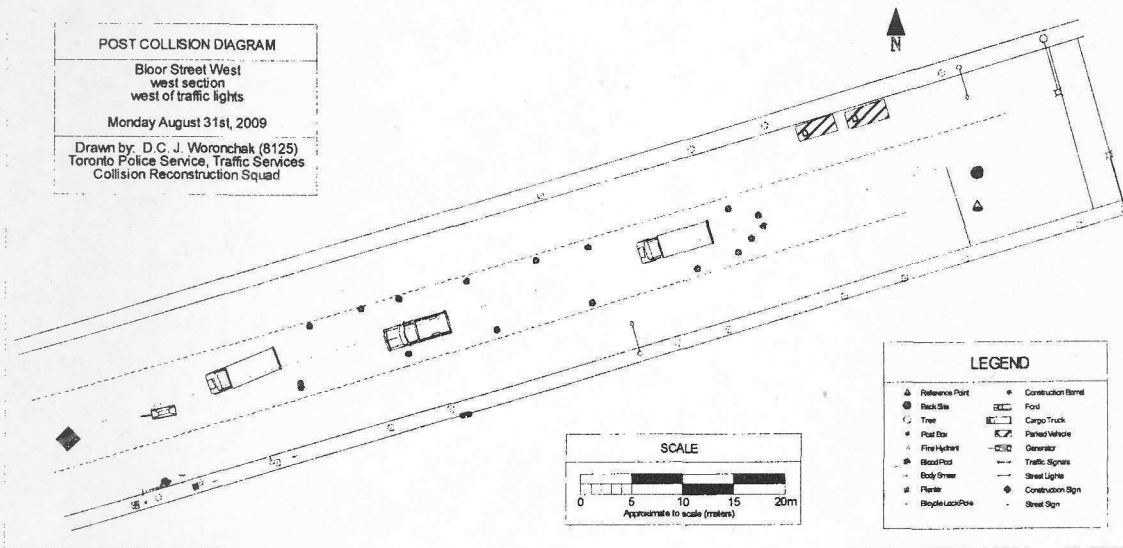 POST COLLISION DIAGRAM
Bloor Street West
west section
west of traffic lights
Monday August 31st, 2009
Drawn by: D.C. J. Woronchak (8125)
Toronto Police Service, Traffic Services
Collision Reconstruction Squad
N
SCALE
0 5 10 15 20m
Approximate to scale (meters)
LEGEND
Reference Point
Back Site
Tree
Post Box
Fire Hydrant
Blood Pool
Body Smear
Planter
Bicycle Lock Pole
Construction Barrel
Ford
Cargo Truck
Parked Vehicle
Generator
Traffic Signals
Street Lights
Construction Sign
Street Sign